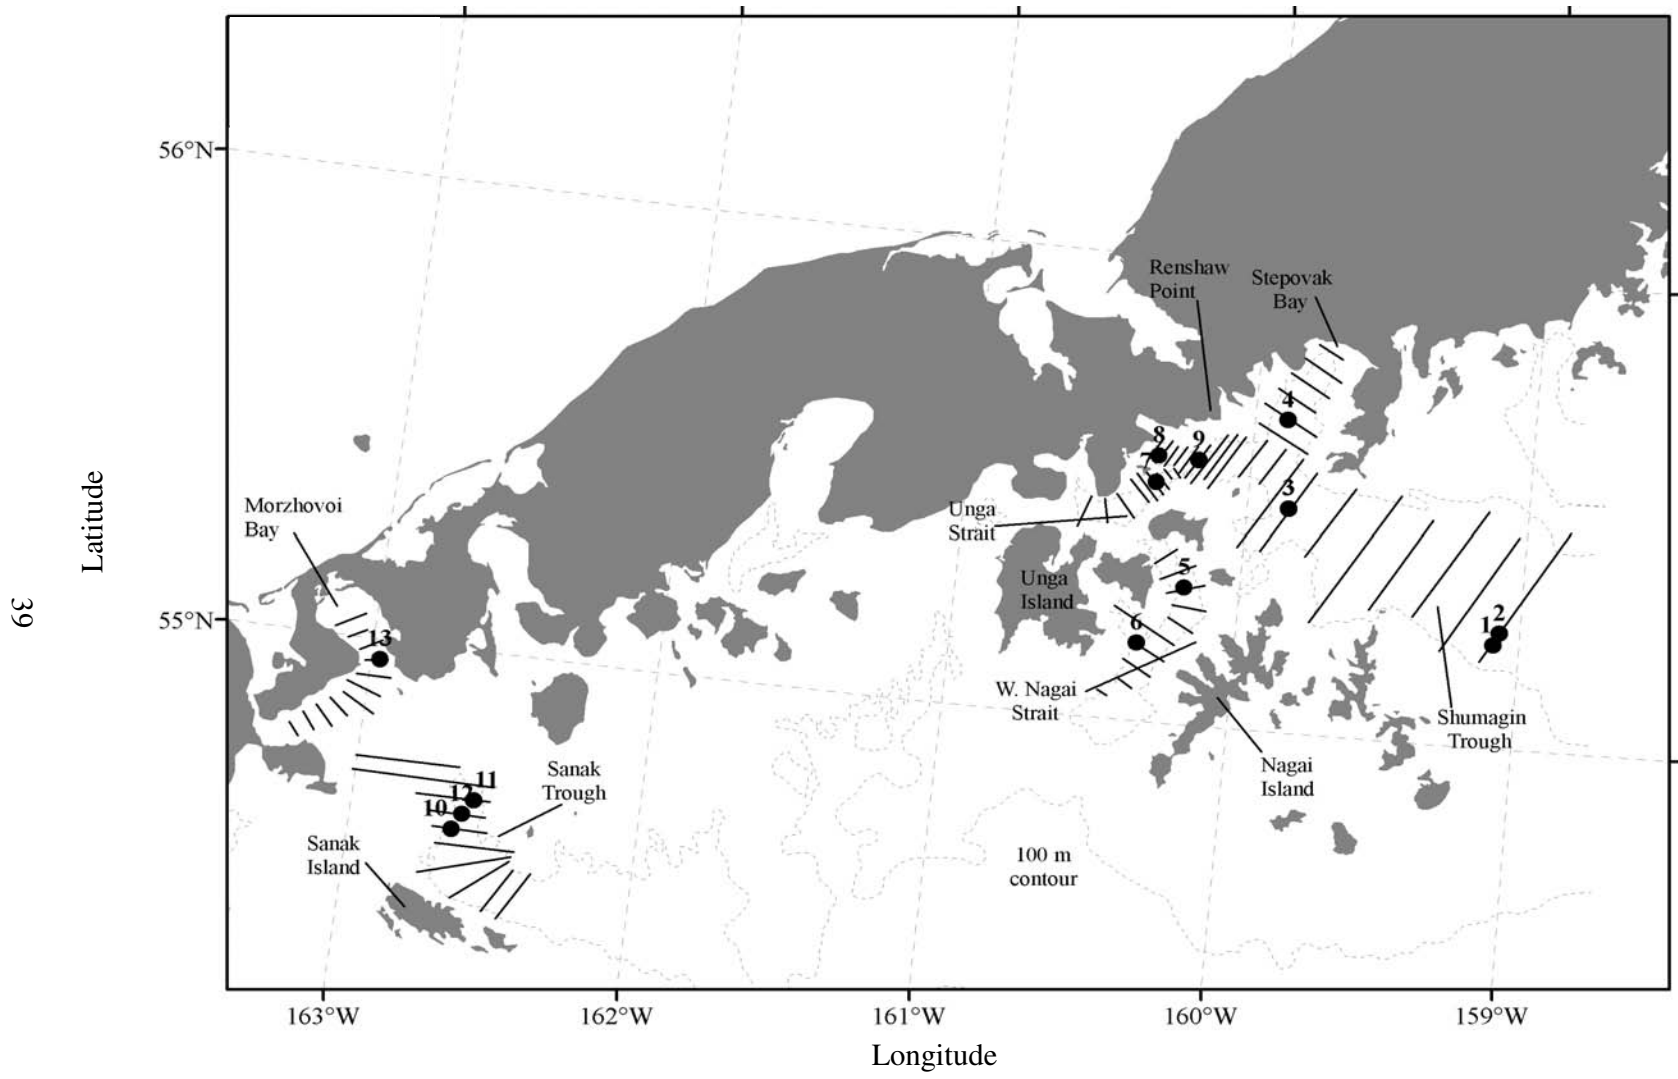 56°N
Renshaw
Point
Stepovak
Bay
4
8
9
7
3
Morzhovoi
Bay
Unga
Strait
Latitude
5
Unga
Island
39
55°N
6
2
1
13
W. Nagai
Strait
Shumagin
Trough
Nagai
Island
Sanak
Trough
11
12
10
Sanak
Island
100 m
contour
163°W
162°W
161°W
160°W
159°W
Longitude